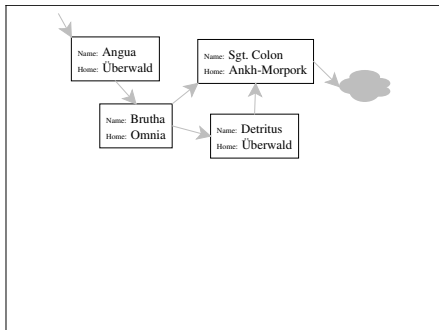 Name: Angua
Home: Überwald
Name: Sgt. Colon
Home: Ankh-Morpork
Name: Brutha
Home: Omnia
Name: Detritus
Home: Überwald